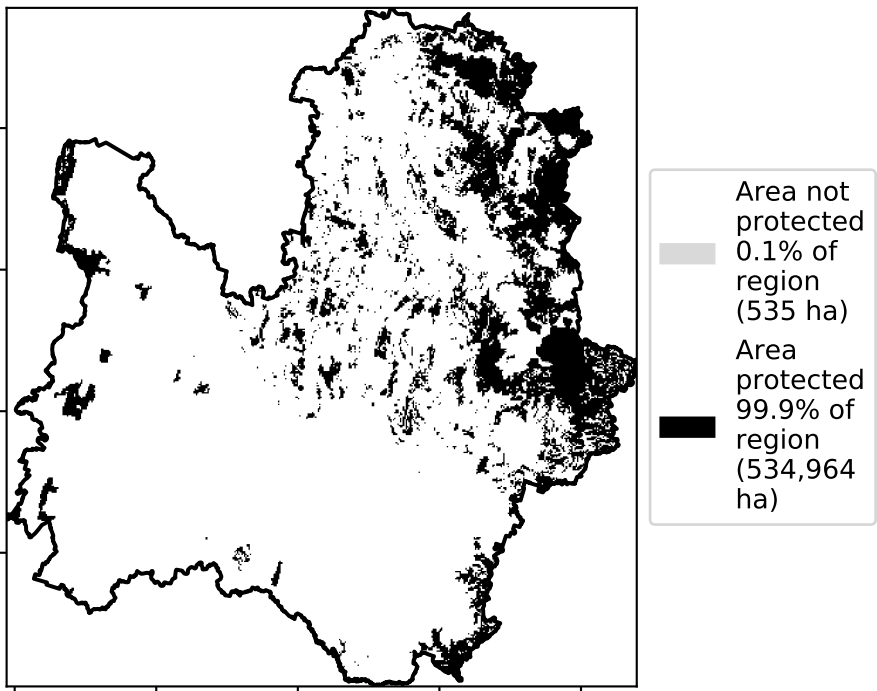 Area not
protected
0.1% of
region
(535 ha)
Area
protected
99.9% of
region
(534,964
ha)